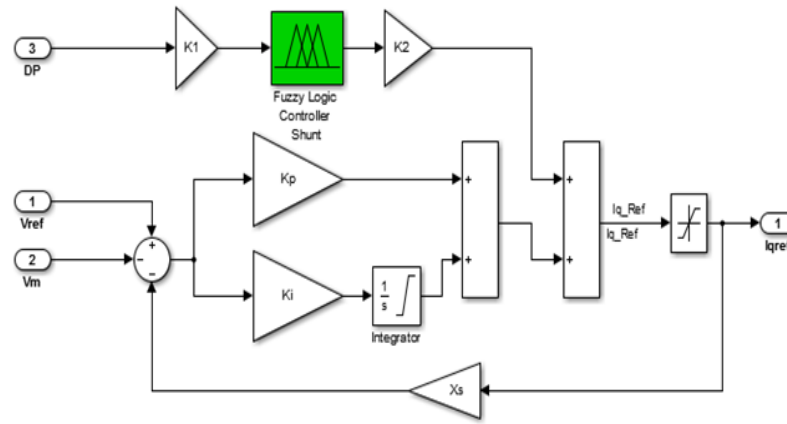 3
DP
K1
K2
Fuzzy Logic
Controller
Shunt
1
Vref
2
Vm
+
-
-
Kp
Ki
1
s
Integrator
+
+
+
+
Iq_Ref
Iq_Ref
1
Iqref
Xs